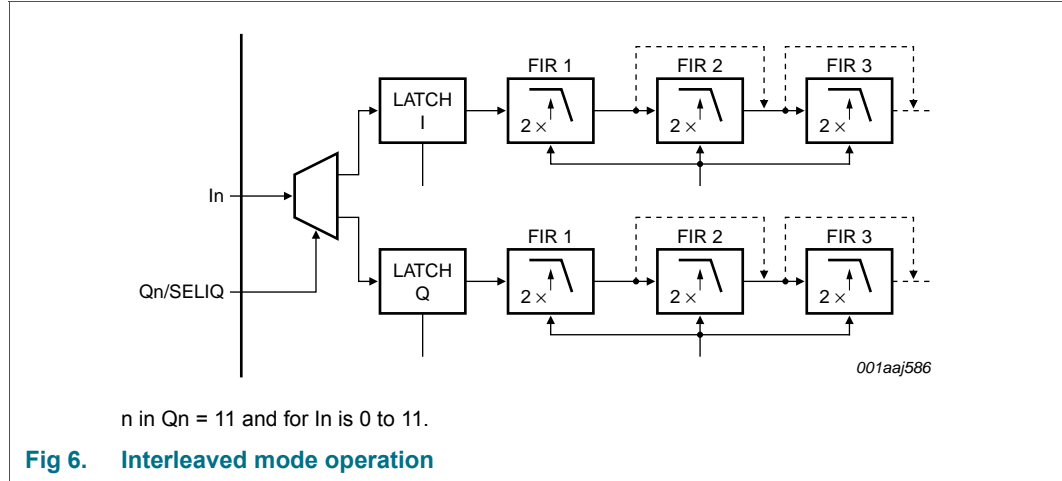 FIR 1
FIR 2
FIR 3
LATCH
I
2 ×
2 ×
2 ×
In
FIR 1
FIR 2
FIR 3
LATCH
Q
2 ×
2 ×
2 ×
Qn/SELIQ
001aaj586
n in Qn = 11 and for In is 0 to 11.
Fig 6. Interleaved mode operation